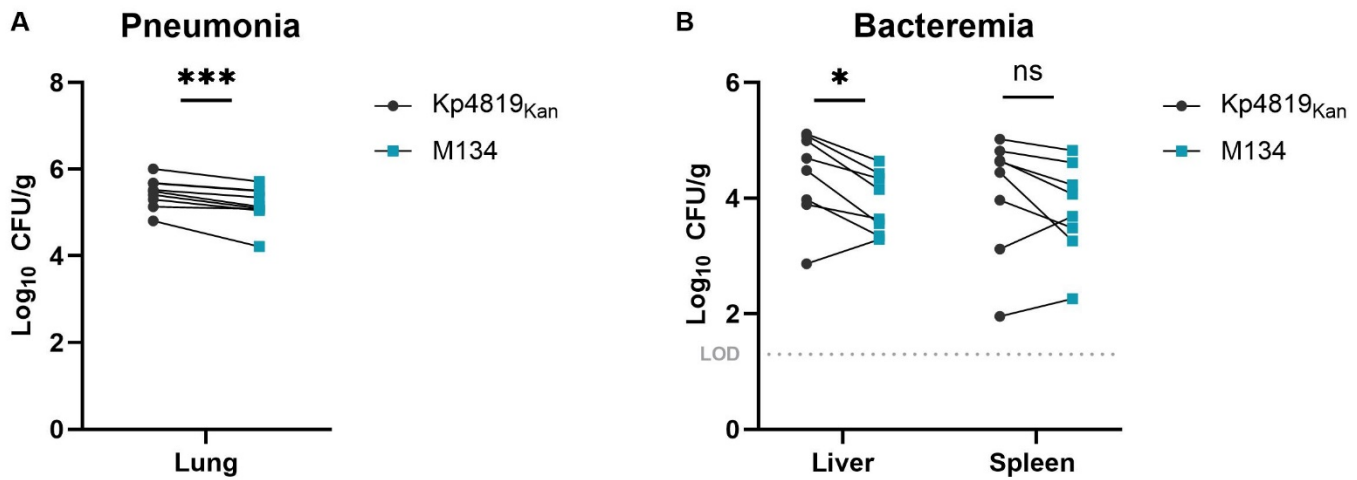 A
Pneumonia
Log10 CFU/g
8
6
4
2
0
***
Lung
Kp4819Kan
M134
B
Bacteremia
Log10 CFU/g
6
4
2
0
LOD
*
ns
Liver
Spleen
Kp4819Kan
M134